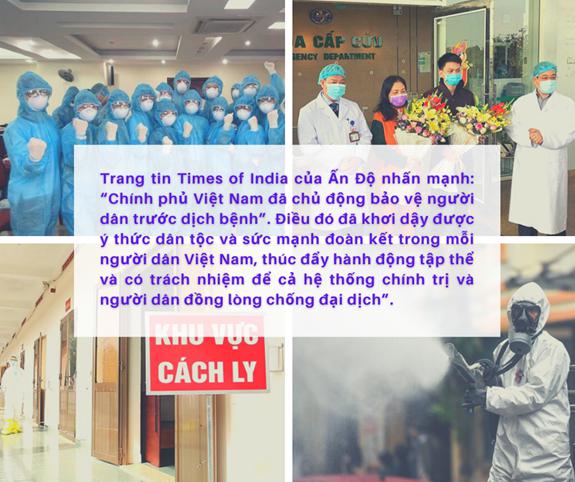 A CẤP CỨU
GENCY DEPARTMENT
Trang tin Times of India của Ấn Độ nhấn mạnh:
“Chính phủ Việt Nam đã chủ động bảo vệ người
dân trước dịch bệnh”. Điều đó đã khơi dậy được
ý thức dân tộc và sức mạnh đoàn kết trong mỗi
người dân Việt Nam, thúc đẩy hành động tập thể
và có trách nhiệm để cả hệ thống chính trị và
người dân đồng lòng chống đại dịch”.
KHU VỰC
CÁCH LY